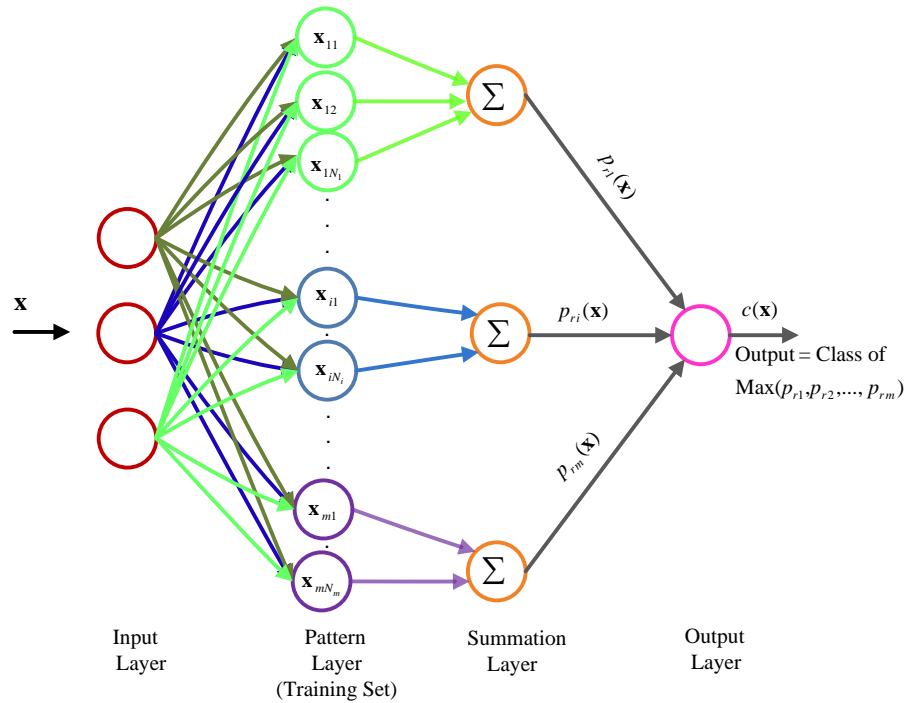 x
x₁₁
x₁₂
x₁N₁
xᵢ₁
xᵢNᵢ
xₘ₁
xₘNₘ
∑
∑
∑
pᵣ₁(x)
pᵣᵢ(x)
pᵣₘ(x)
c(x)
Output = Class of
Max(pᵣ₁,pᵣ₂,..., pᵣₘ)
Input
Layer
Pattern
Layer
(Training Set)
Summation
Layer
Output
Layer